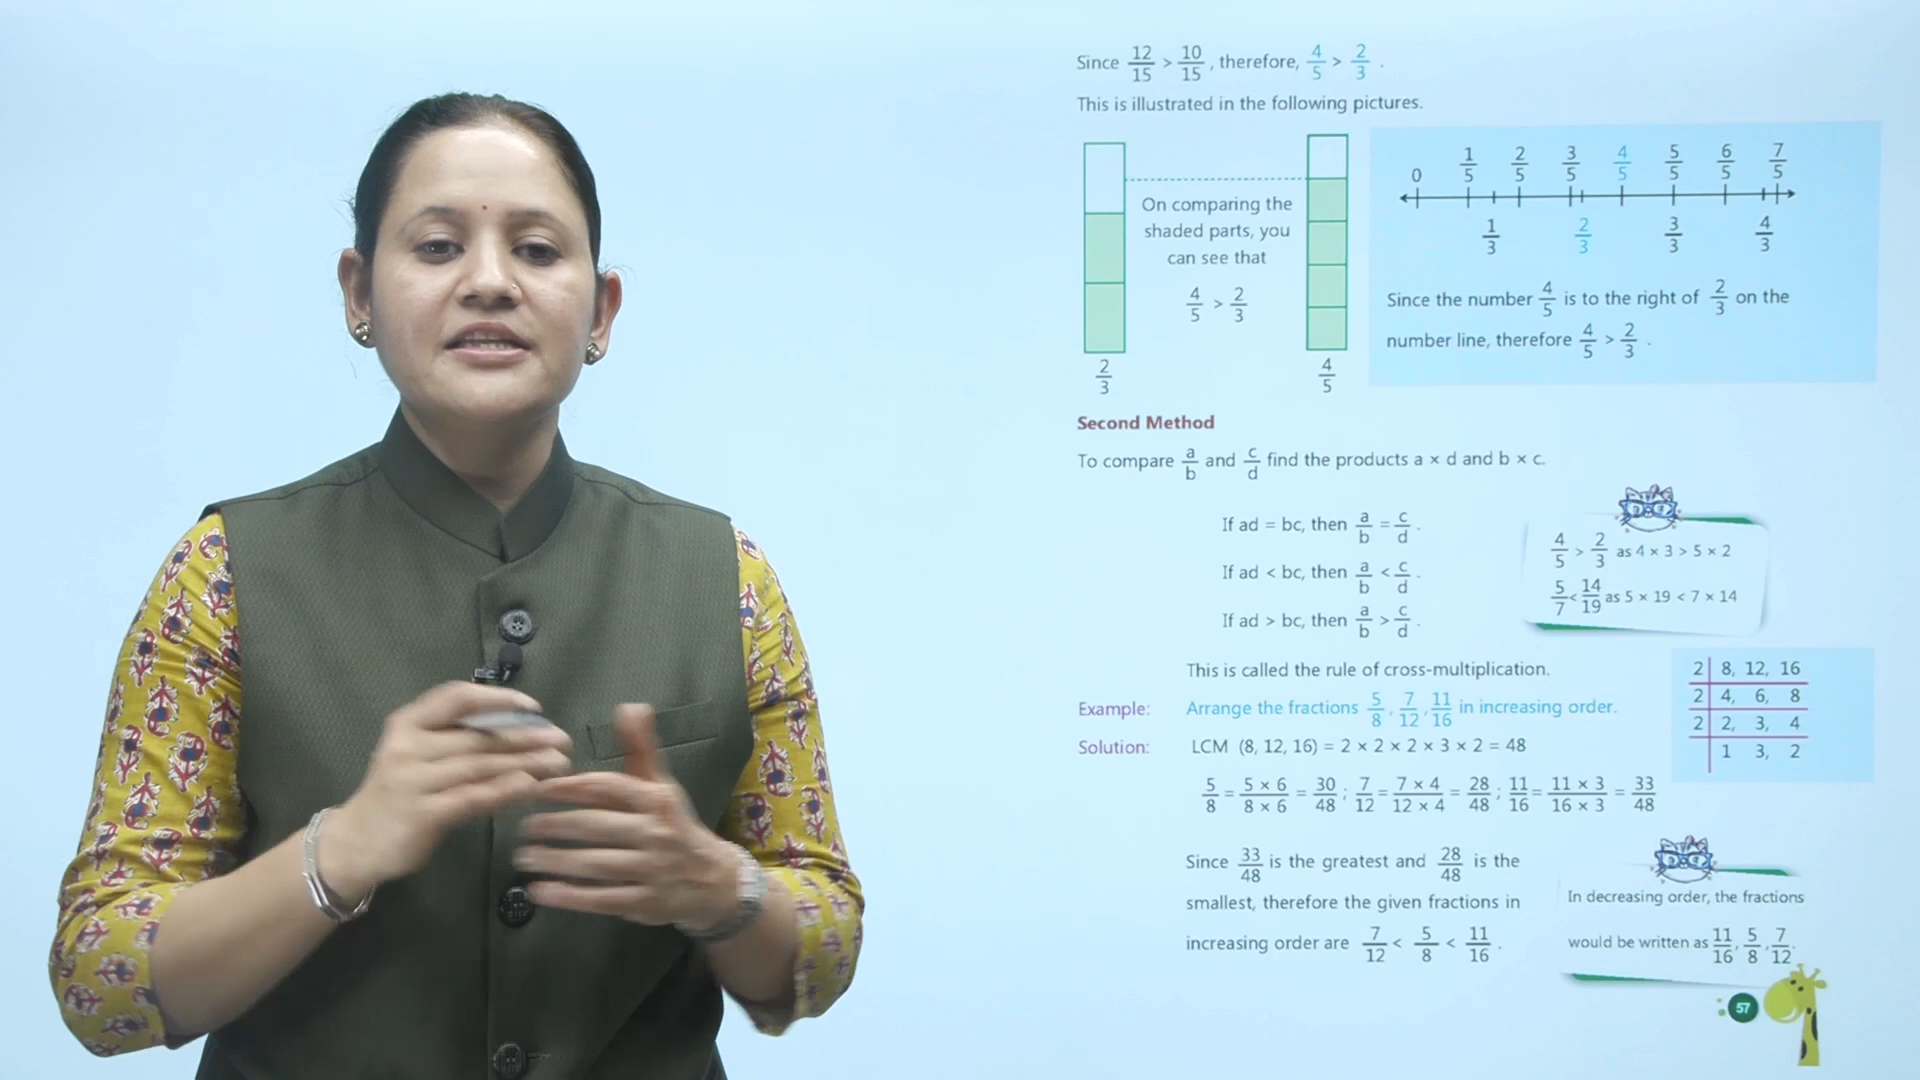 Since 12/15 > 10/15, therefore, 4/5 > 2/3 .
This is illustrated in the following pictures.
On comparing the
shaded parts, you
can see that
4/5 > 2/3
2/3
4/5
0 1/5 2/5 3/5 4/5 5/5 6/5 7/5
1/3 2/3 3/3 4/3
Since the number 4/5 is to the right of 2/3 on the
number line, therefore 4/5 > 2/3 .
Second Method
To compare a/b and c/d find the products a × d and b × c.
If ad = bc, then a/b = c/d .
If ad < bc, then a/b < c/d .
If ad > bc, then a/b > c/d .
4/5 > 2/3 as 4 × 3 > 5 × 2
5/7 < 14/19 as 5 × 19 < 7 × 14
This is called the rule of cross-multiplication.
Example: Arrange the fractions 5/8, 7/12, 11/16 in increasing order.
Solution: LCM (8, 12, 16) = 2 × 2 × 2 × 3 × 2 = 48
2 8, 12, 16
2 4, 6, 8
2 2, 3, 4
1 3, 2
5/8 = 5 × 6/8 × 6 = 30/48 ; 7/12 = 7 × 4/12 × 4 = 28/48 ; 11/16 = 11 × 3/16 × 3 = 33/48
Since 33/48 is the greatest and 28/48 is the
smallest, therefore the given fractions in
increasing order are 7/12 < 5/8 < 11/16 .
In decreasing order, the fractions
would be written as 11/16, 5/8, 7/12.
57